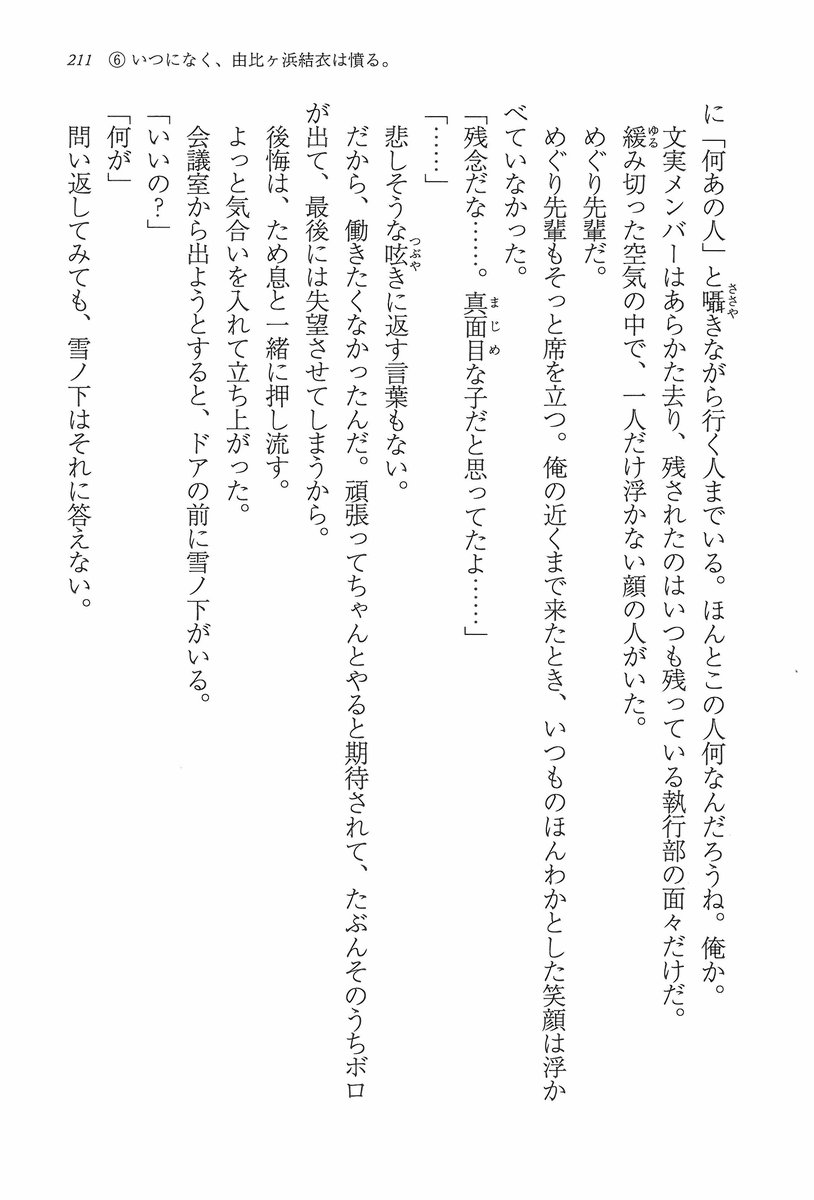 211　⑥いつになく、由比ヶ浜結衣は憤る。
に「何あの人」と囁きながら行く人までいる。ほんとこの人何なんだろうね。俺か。
文実メンバーはあらかた去り、残されたのはいつも残っている執行部の面々だけだ。
緩み切った空気の中で、一人だけ浮かない顔の人がいた。
めぐり先輩だ。
めぐり先輩もそっと席を立つ。俺の近くまで来たとき、いつものほんわかとした笑顔は浮か
べていなかった。
「残念だな……。真面目な子だと思ってたよ……」
「……」
悲しそうな呟きに返す言葉もない。
だから、働きたくなかったんだ。頑張ってちゃんとやると期待されて、たぶんそのうちボロ
が出て、最後には失望させてしまうから。
後悔は、ため息と一緒に押し流す。
よっと気合いを入れて立ち上がった。
会議室から出ようとすると、ドアの前に雪ノ下がいる。
「いいの？」
「何が」
問い返してみても、雪ノ下はそれに答えない。
ささや
ゆる
まじめ
つぶや